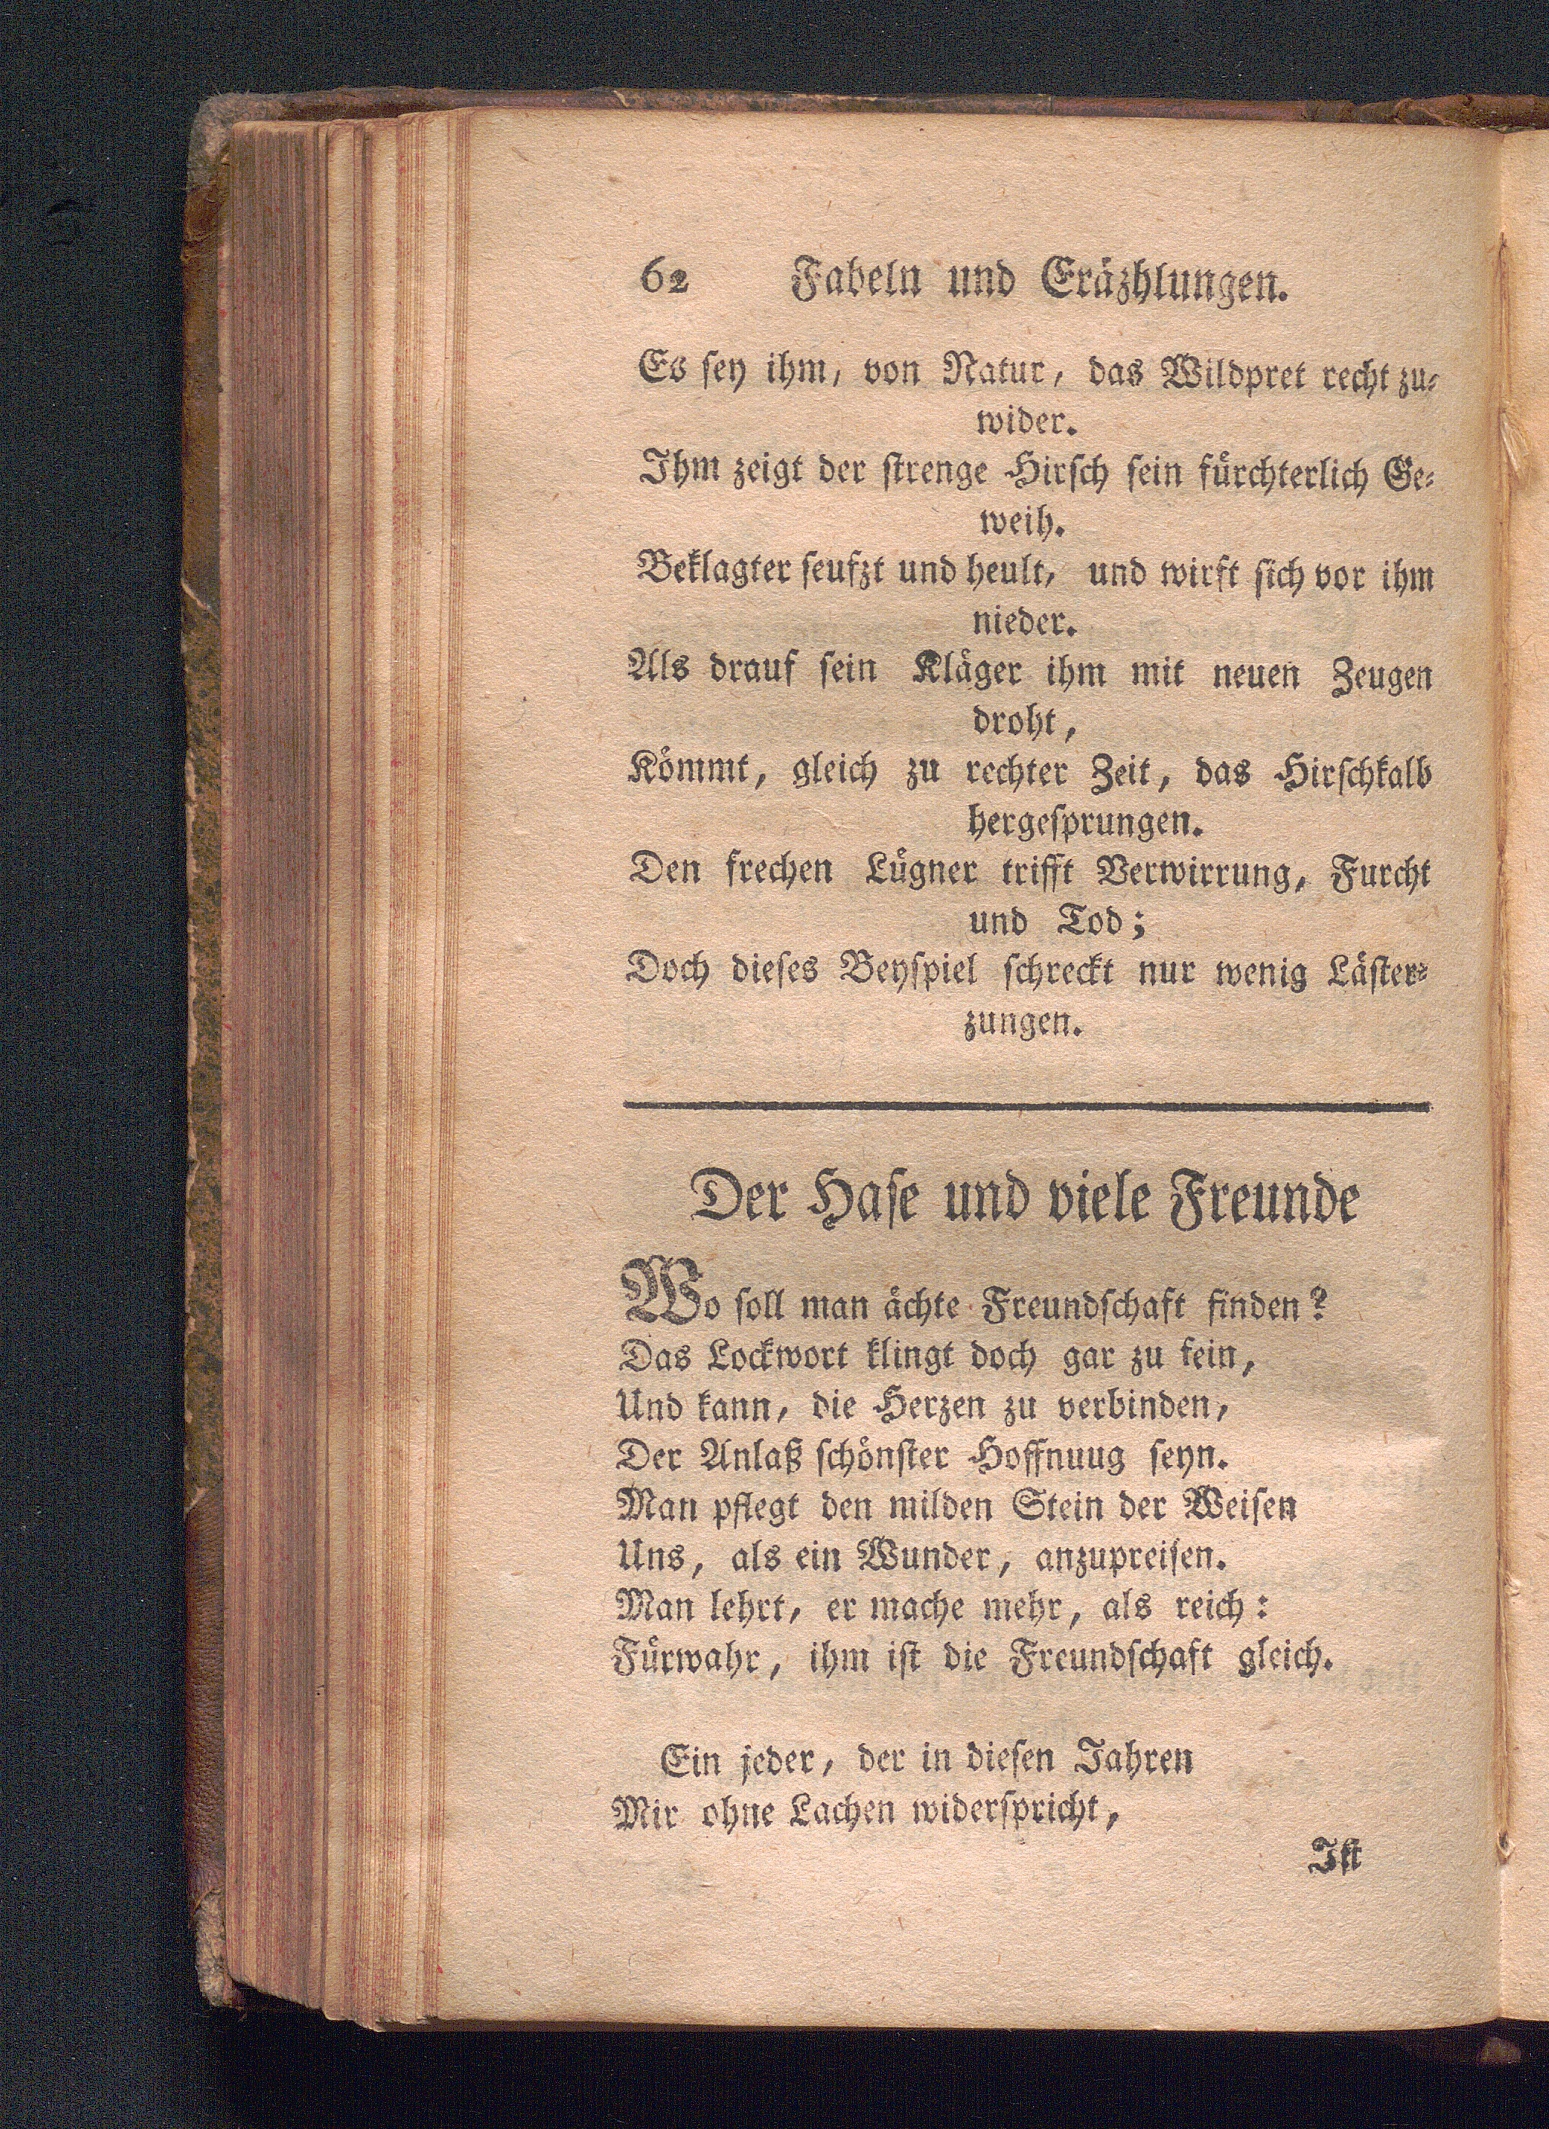 62 Fabeln und Eräzhlungen.
Es ſey ihm, von Natur, das Wildpret recht zu⸗
wider.
Ihm zeigt der ſtrenge Hirſch ſein fürchterlich Ge⸗
weih.
Beklagter ſeufzt und heult, und wirft ſich vor ihm
nieder.
Als drauf ſein Kläger ihm mit neuen Zeugen
droht,
Kömmt, gleich zu rechter Zeit, das Hirſchkalb
hergeſprungen.
Den frechen Lügner trifft Verwirrung, Furcht
und Tod;
Doch dieſes Beyſpiel ſchreckt nur wenig Läſter⸗
zungen.
Der Haſe und viele Freunde
Wo ſoll man ächte Freundſchaft finden?
Das Lockwort klingt doch gar zu fein,
Und kann, die Herzen zu verbinden,
Der Anlaß ſchönſter Hoffnuug ſeyn.
Man pflegt den milden Stein der Weiſen
Uns, als ein Wunder, anzupreiſen.
Man lehrt, er mache mehr, als reich:
Fürwahr, ihm iſt die Freundſchaft gleich.
Ein jeder, der in dieſen Jahren
Mir ohne Lachen widerſpricht,
Iſt